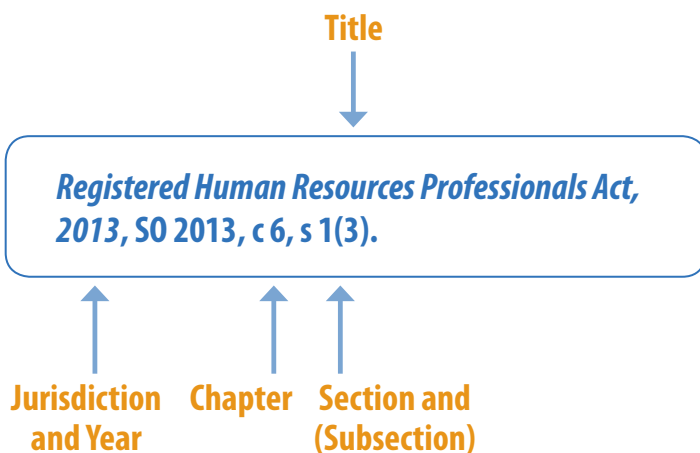 Title
Registered Human Resources Professionals Act,
2013, SO 2013, c 6, s 1(3).
Jurisdiction
and Year
Chapter
Section and
(Subsection)